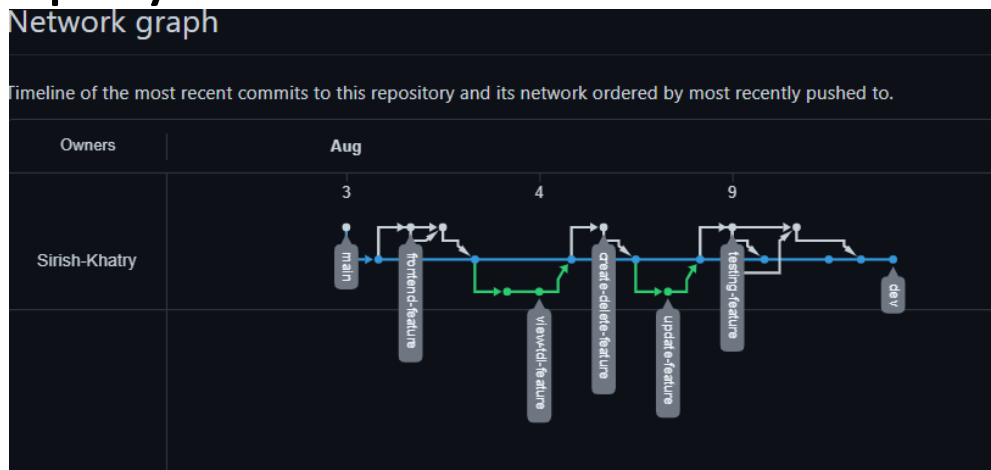 Network graph
Timeline of the most recent commits to this repository and its network ordered by most recently pushed to.
Owners
Aug
3
4
9
Sirish-Khatry
main
frontend-feature
view-tdl-feature
create-delete-feature
update-feature
testing-feature
dev